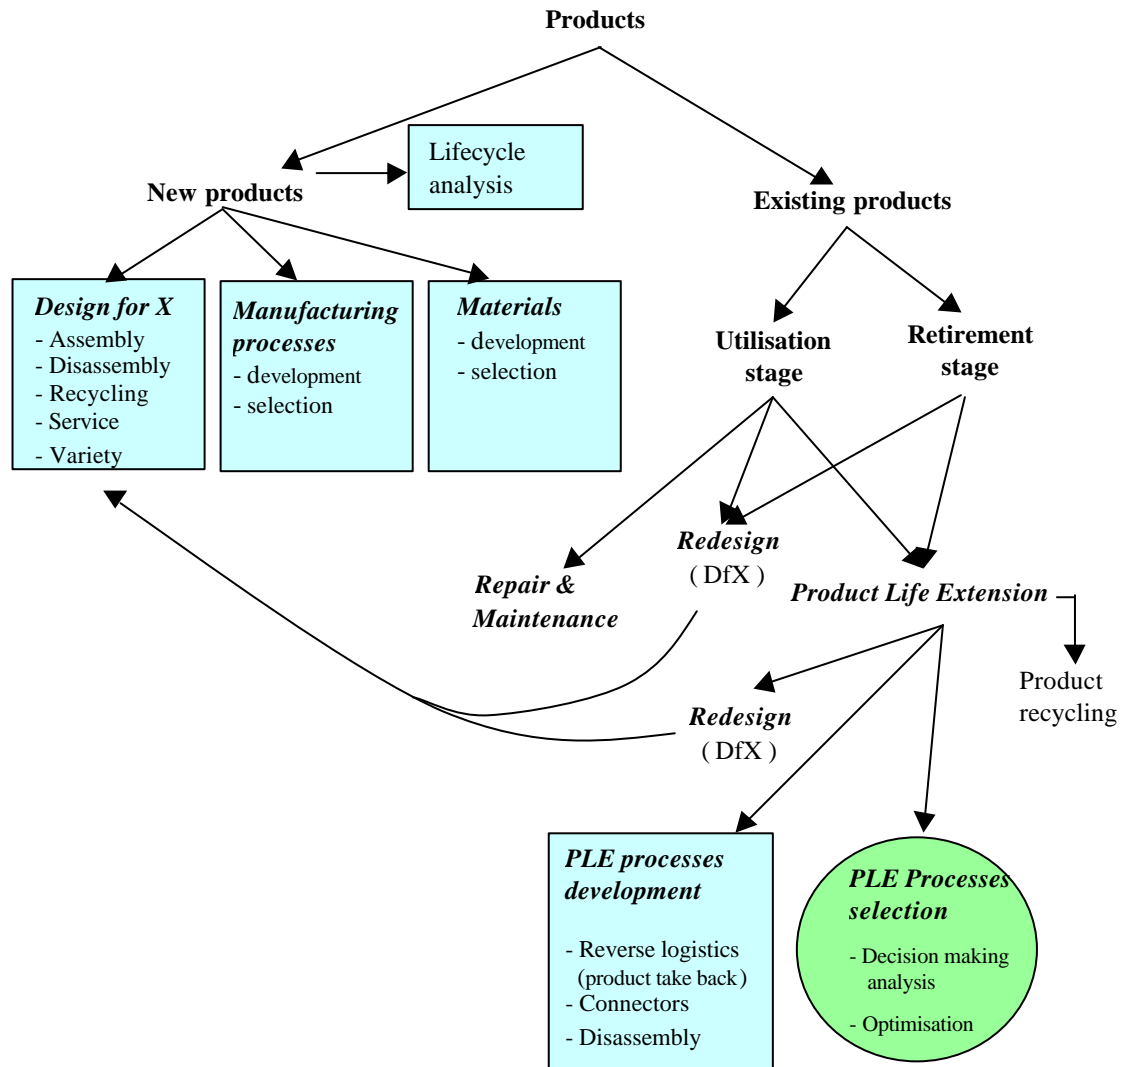 Products
Lifecycle
analysis
New products
Existing products
Design for X
- Assembly
- Disassembly
- Recycling
- Service
- Variety
Manufacturing
processes
- development
- selection
Materials
- development
- selection
Utilisation
stage
Retirement
stage
Redesign
( DfX )
Repair &
Maintenance
Product Life Extension
Product
recycling
Redesign
( DfX )
PLE processes
development
- Reverse logistics
(product take back)
- Connectors
- Disassembly
PLE Processes
selection
- Decision making
analysis
- Optimisation